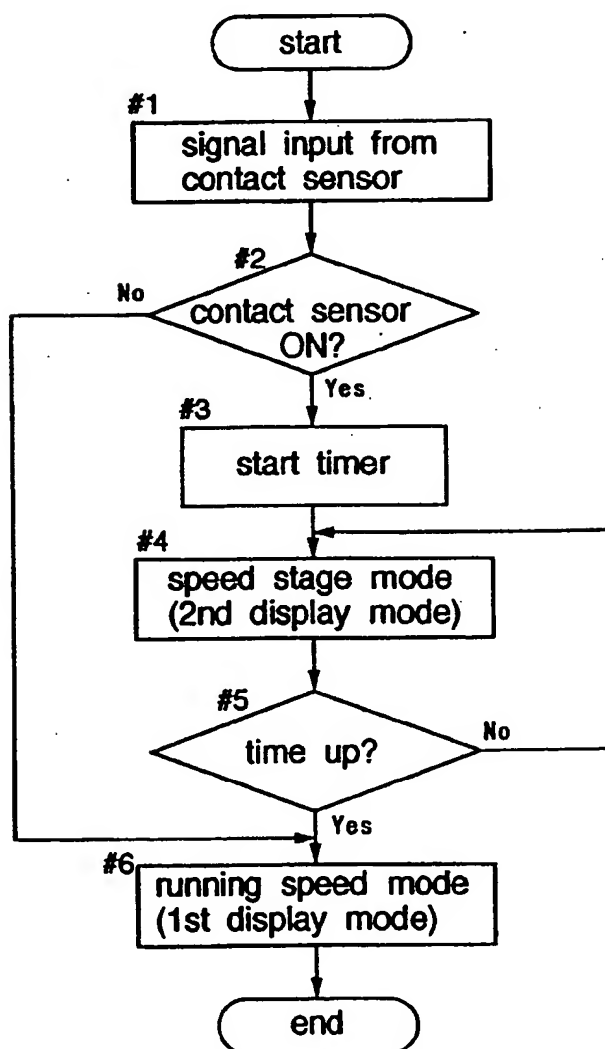 start
#1
signal input from
contact sensor
#2
No
contact sensor
ON?
Yes
#3
start timer
#4
speed stage mode
(2nd display mode)
#5
time up?
No
Yes
#6
running speed mode
(1st display mode)
end